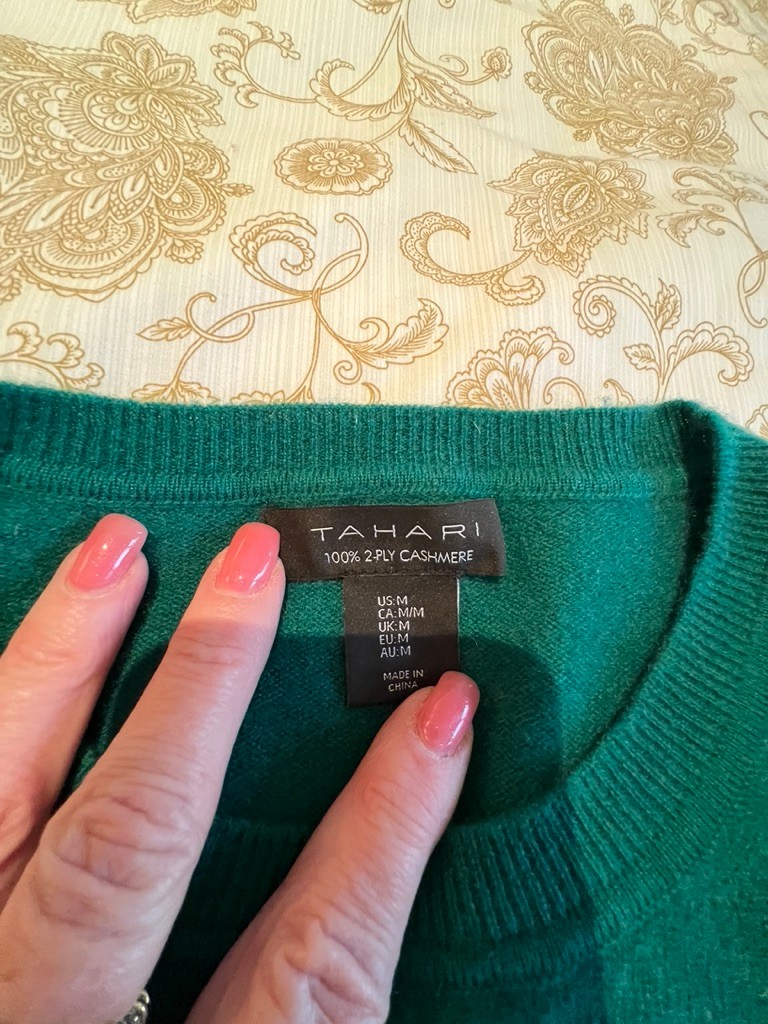 TAHARI
100% 2-PLY CASHMERE
US:M
CA:M/M
UK:M
EU:M
AU:M
MADE IN
CHINA